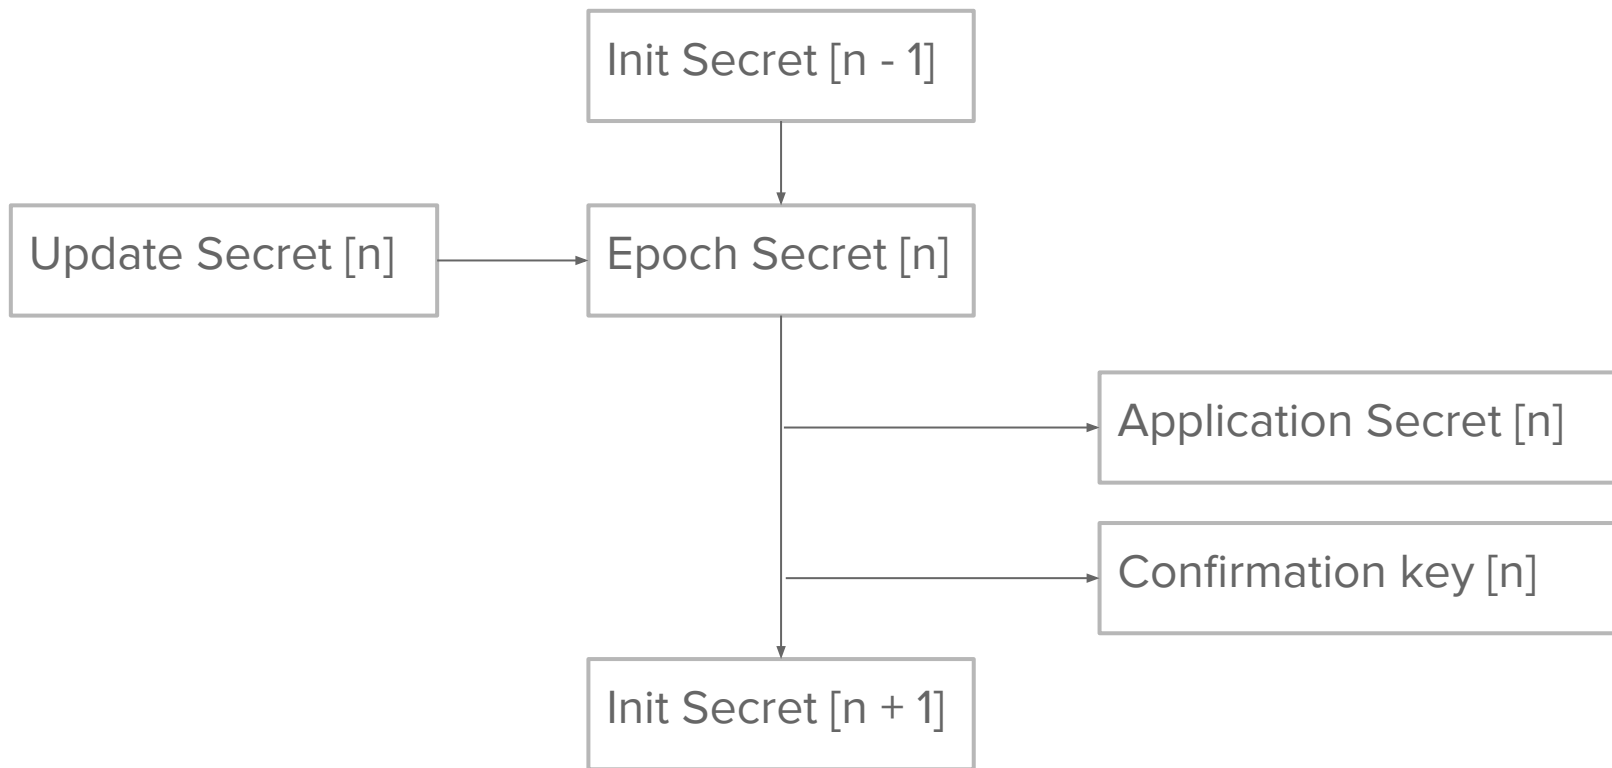 Init Secret [n - 1]
Update Secret [n]
Epoch Secret [n]
Application Secret [n]
Confirmation key [n]
Init Secret [n + 1]